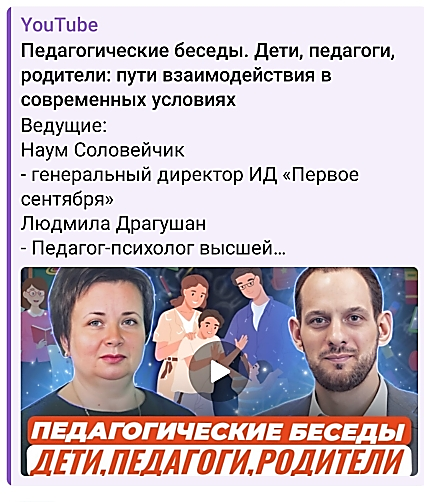 YouTube
Педагогические беседы. Дети, педагоги,
родители: пути взаимодействия в
современных условиях
Ведущие:
Наум Соловейчик
- генеральный директор ИД «Первое
сентября»
Людмила Драгушан
- Педагог-психолог высшей…
ПЕДАГОГИЧЕСКИЕ БЕСЕДЫ
ДЕТИ,ПЕДАГОГИ,РОДИТЕЛИ